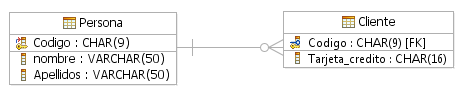 Persona
Codigo : CHAR(9)
nombre : VARCHAR(50)
Apellidos : VARCHAR(50)
Cliente
Codigo : CHAR(9) [FK]
Tarjeta_credito : CHAR(16)